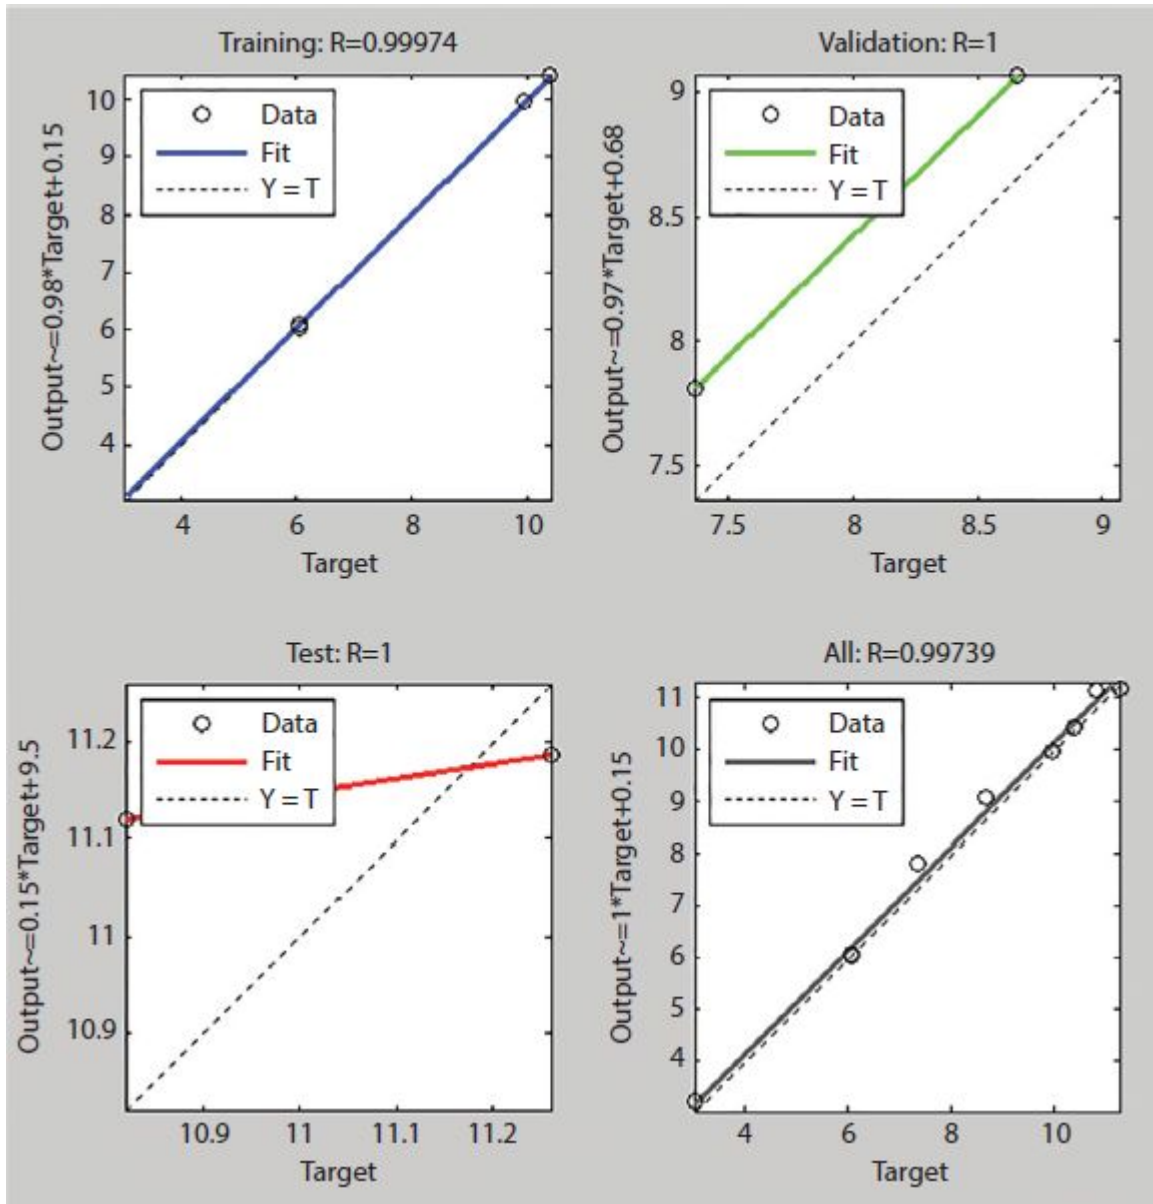 Training: R=0.99974
Output~=0.98*Target+0.15
10
9
8
7
6
5
4
Data
Fit
Y = T
4 6 8 10
Target
Validation: R=1
Output~=0.97*Target+0.68
9
8.5
8
7.5
Data
Fit
Y = T
7.5 8 8.5 9
Target
Test: R=1
Output~=0.15*Target+9.5
11.2
11.1
11
10.9
Data
Fit
Y = T
10.9 11 11.1 11.2
Target
All: R=0.99739
Output~=1*Target+0.15
11
10
9
8
7
6
5
4
Data
Fit
Y = T
4 6 8 10
Target